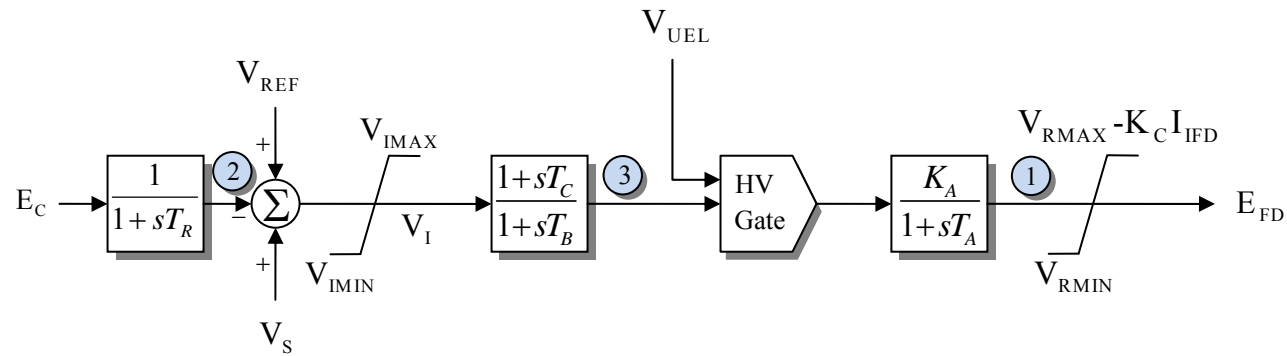 V_UEL
V_REF
V_IMAX
V_RMAX -K_C I_IFD
E_C
1
1+sT_R
2
+
−
+
Σ
V_I
V_IMIN
V_S
1+sT_C
1+sT_B
3
HV
Gate
K_A
1+sT_A
1
V_RMIN
E_FD